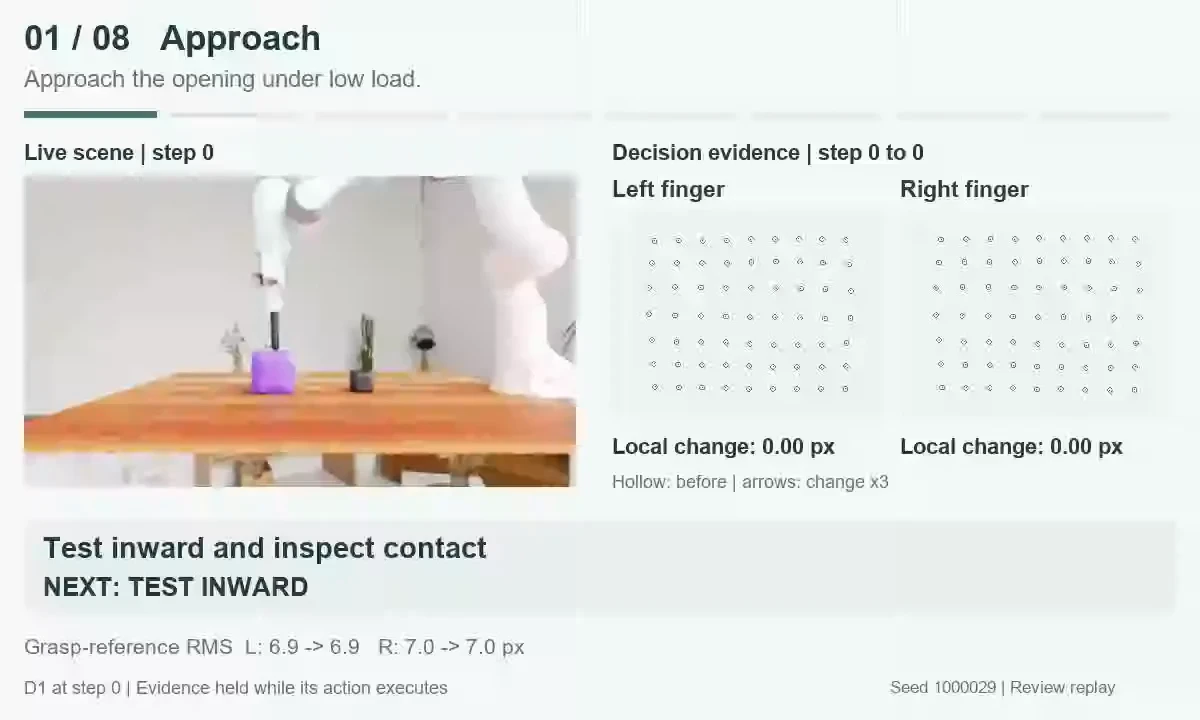 01 / 08 Approach
Approach the opening under low load.
Live scene | step 0
Decision evidence | step 0 to 0
Left finger
Right finger
Local change: 0.00 px
Local change: 0.00 px
Hollow: before | arrows: change x3
Test inward and inspect contact
NEXT: TEST INWARD
Grasp-reference RMS L: 6.9 -> 6.9 R: 7.0 -> 7.0 px
D1 at step 0 | Evidence held while its action executes
Seed 1000029 | Review replay